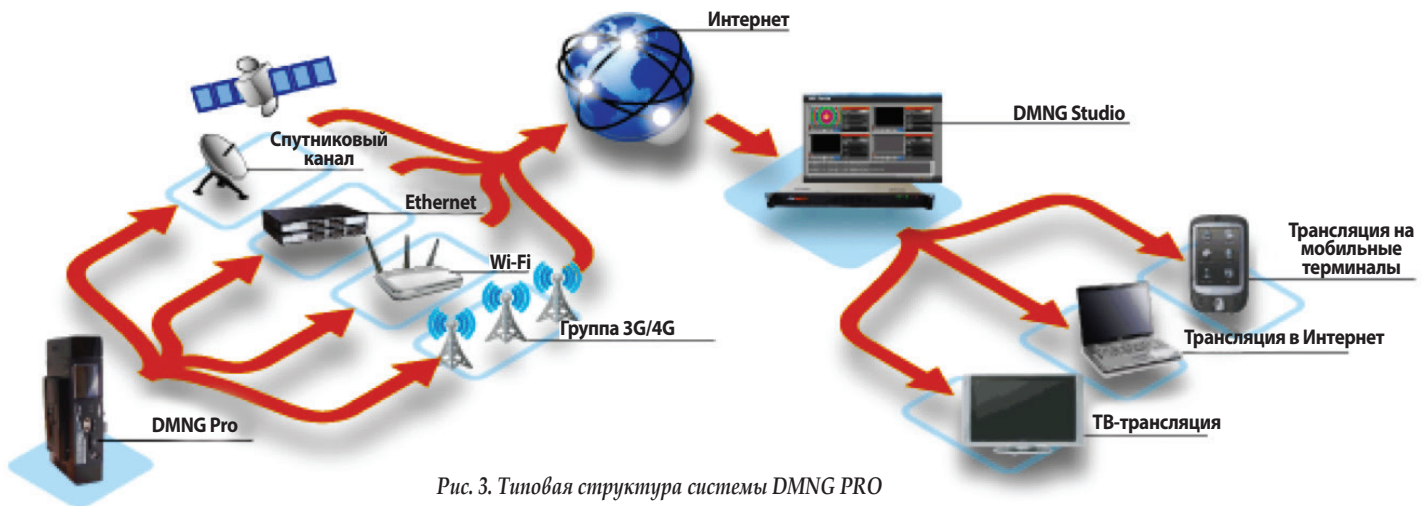 Интернет
DMNG Studio
Спутниковый
канал
Ethernet
Wi-Fi
Группа 3G/4G
DMNG Pro
Трансляция на
мобильные
терминалы
Трансляция в Интернет
ТВ-трансляция
Рис. 3. Типовая структура системы DMNG PRO